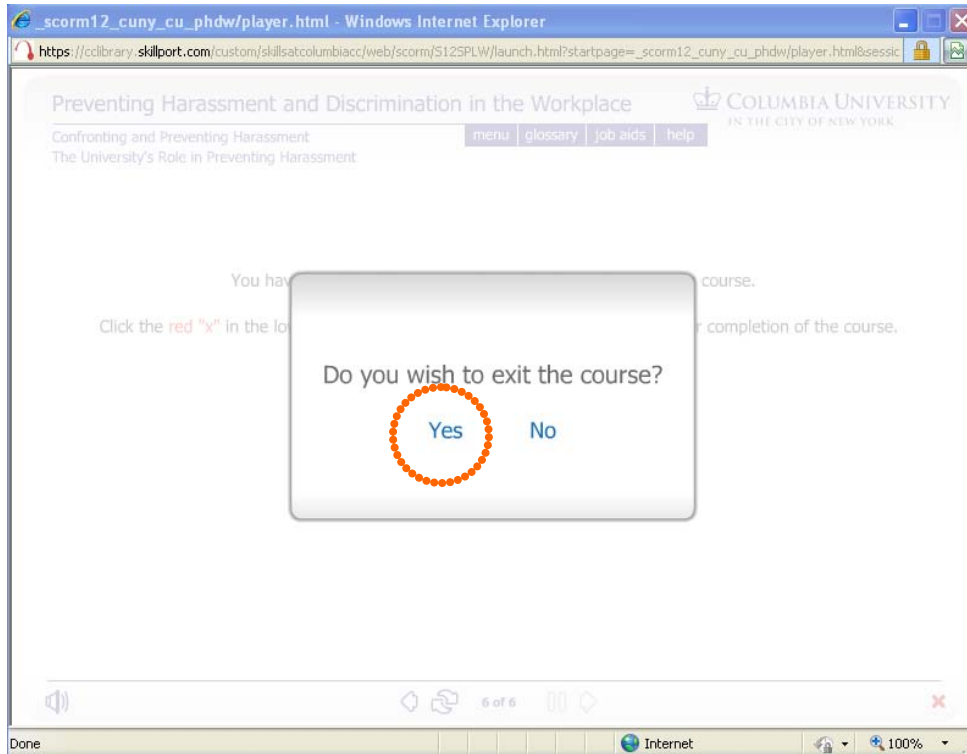 _scorm12_cuny_cu_phdw/player.html - Windows Internet Explorer
https://cclibrary.skillport.com/custom/skillsatcolumbiacc/web/scorm/S12SPLW/launch.html?startpage=_scorm12_cuny_cu_phdw/player.html&sessic
Preventing Harassment and Discrimination in the Workplace
COLUMBIA UNIVERSITY
IN THE CITY OF NEW YORK
Confronting and Preventing Harassment
menu glossary job aids help
The University's Role in Preventing Harassment
You hav course.
Click the red "x" in the lo r completion of the course.
Do you wish to exit the course?
Yes No
6 of 6
Done Internet 100%